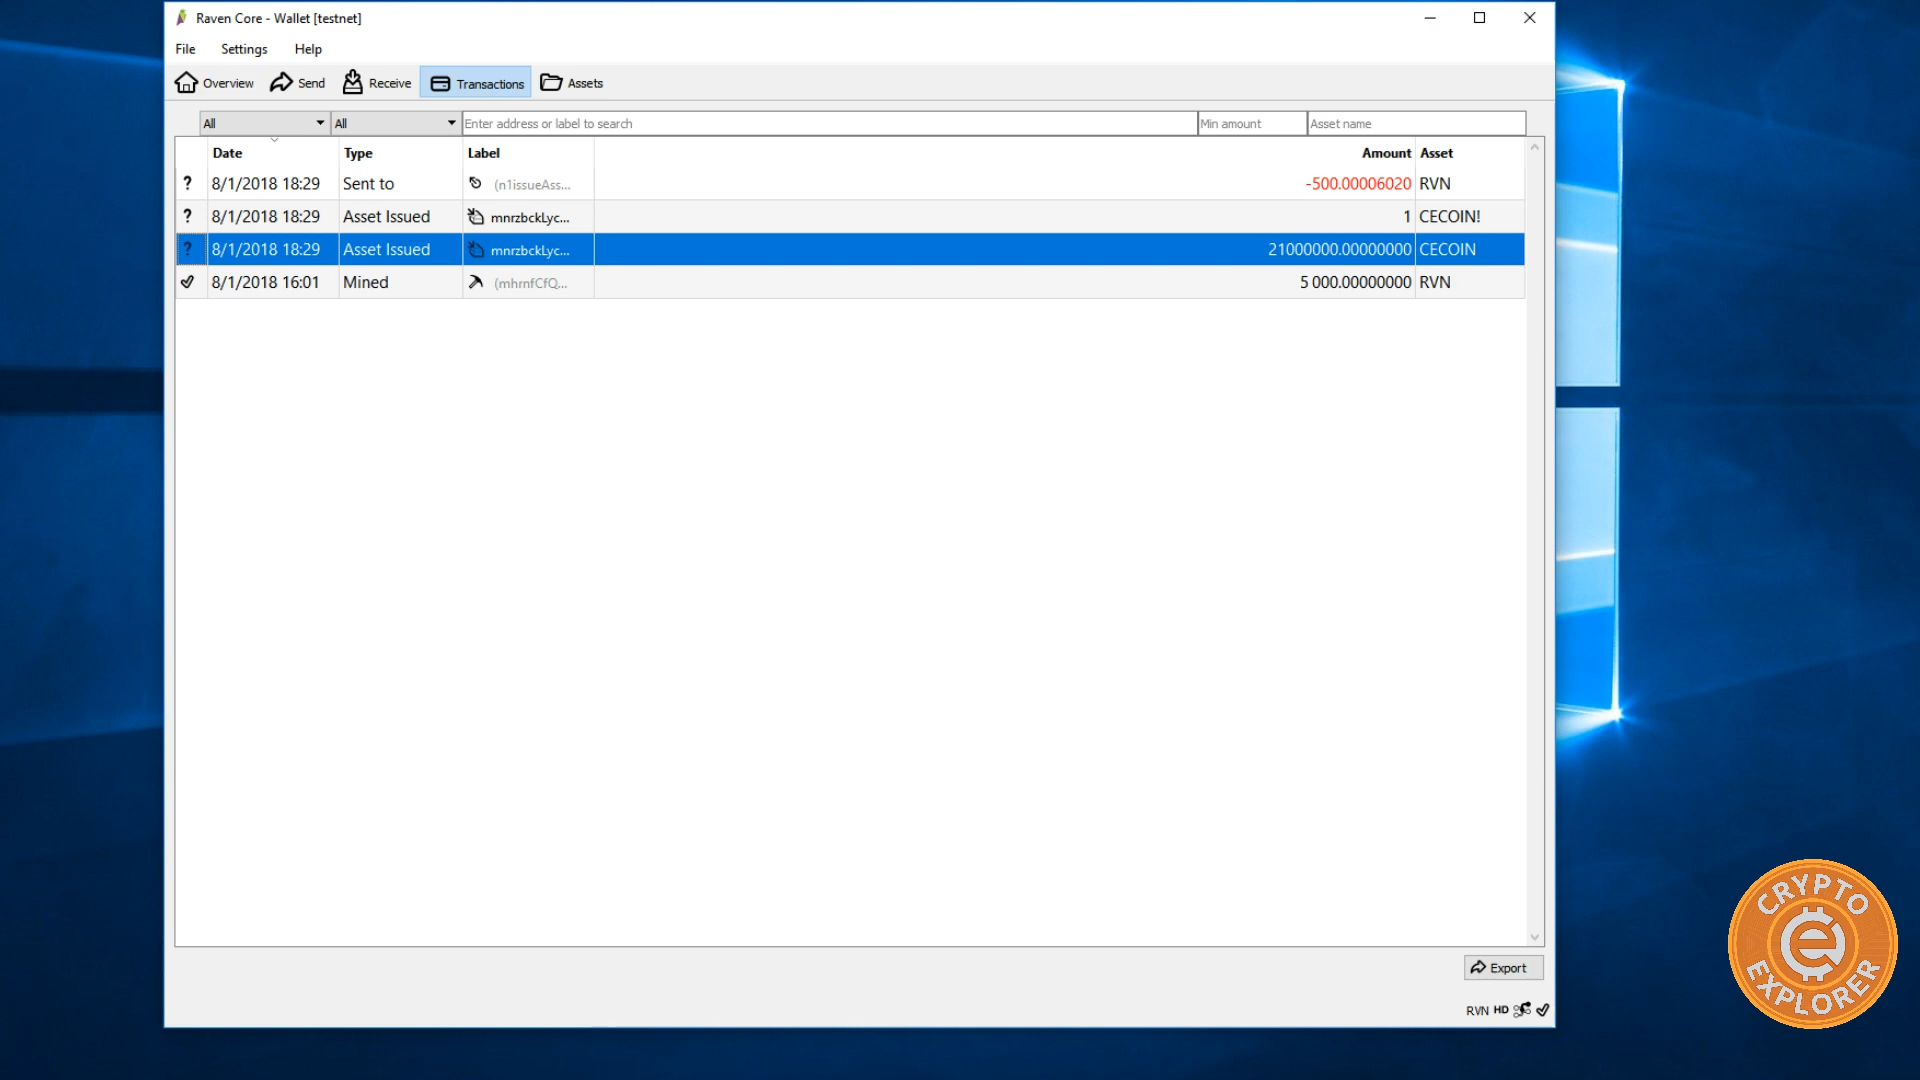 Raven Core - Wallet [testnet]
File Settings Help
Overview Send Receive Transactions Assets
All All Enter address or label to search Min amount Asset name
Date Type Label Amount Asset
? 8/1/2018 18:29 Sent to (n1issueAss... -500.00006020 RVN
? 8/1/2018 18:29 Asset Issued mnrzbckLyc... 1 CECOIN!
? 8/1/2018 18:29 Asset Issued mnrzbckLyc... 21000000.00000000 CECOIN
8/1/2018 16:01 Mined (mhrnfCfQ... 5 000.00000000 RVN
Export
RVN HD
CRYPTO
EXPLORER